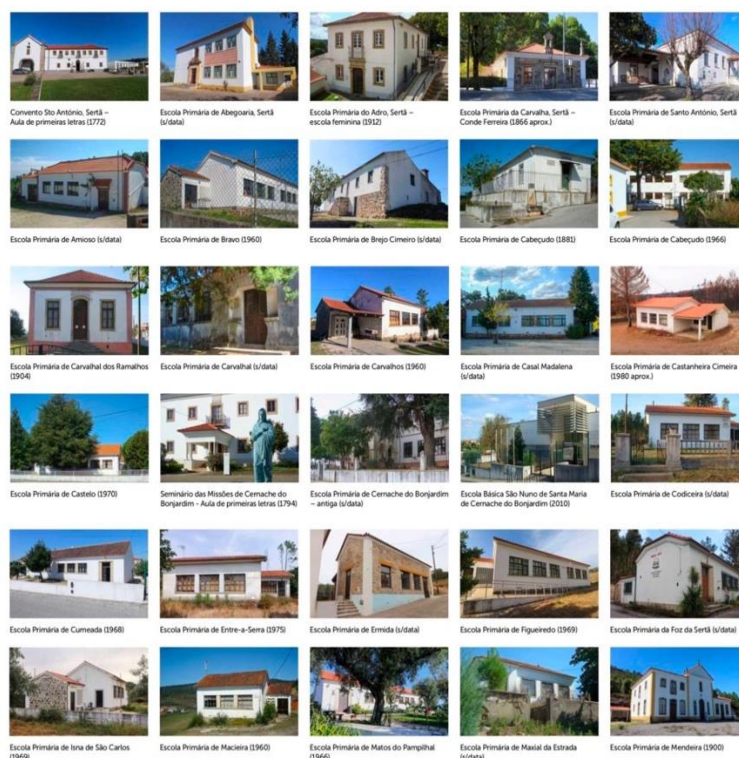 Convento Sto António, Sertã –
Aula de primeiras letras (1772)
Escola Primária de Abegoaria, Sertã
(s/data)
Escola Primária do Adro, Sertã –
escola feminina (1912)
Escola Primária da Carvalha, Sertã –
Conde Ferreira (1866 aprox.)
Escola Primária de Santo António, Sertã
(s/data)
Escola Primária de Amioso (s/data)
Escola Primária de Bravo (1960)
Escola Primária de Brejo Cimeiro (s/data)
Escola Primária de Cabeçudo (1881)
Escola Primária de Cabeçudo (1966)
Escola Primária de Carvalhal dos Ramalhos
(1904)
Escola Primária de Carvalhal (s/data)
Escola Primária de Carvalhos (1960)
Escola Primária de Casal Madalena
(s/data)
Escola Primária de Castanheira Cimeira
(1980 aprox.)
Escola Primária de Castelo (1970)
Seminário das Missões de Cernache do
Bonjardim - Aula de primeiras letras (1794)
Escola Primária de Cernache do Bonjardim
– antiga (s/data)
Escola Básica São Nuno de Santa Maria
de Cernache do Bonjardim (2010)
Escola Primária de Codiceira (s/data)
Escola Primária de Cumeada (1968)
Escola Primária de Entre-a-Serra (1975)
Escola Primária de Ermida (s/data)
Escola Primária de Figueiredo (1969)
Escola Primária da Foz da Sertã (s/data)
Escola Primária de Isna de São Carlos
(1969)
Escola Primária de Macieira (1960)
Escola Primária de Matos do Pampilhal
(1966)
Escola Primária de Maxial da Estrada
(s/data)
Escola Primária de Mendeira (1900)